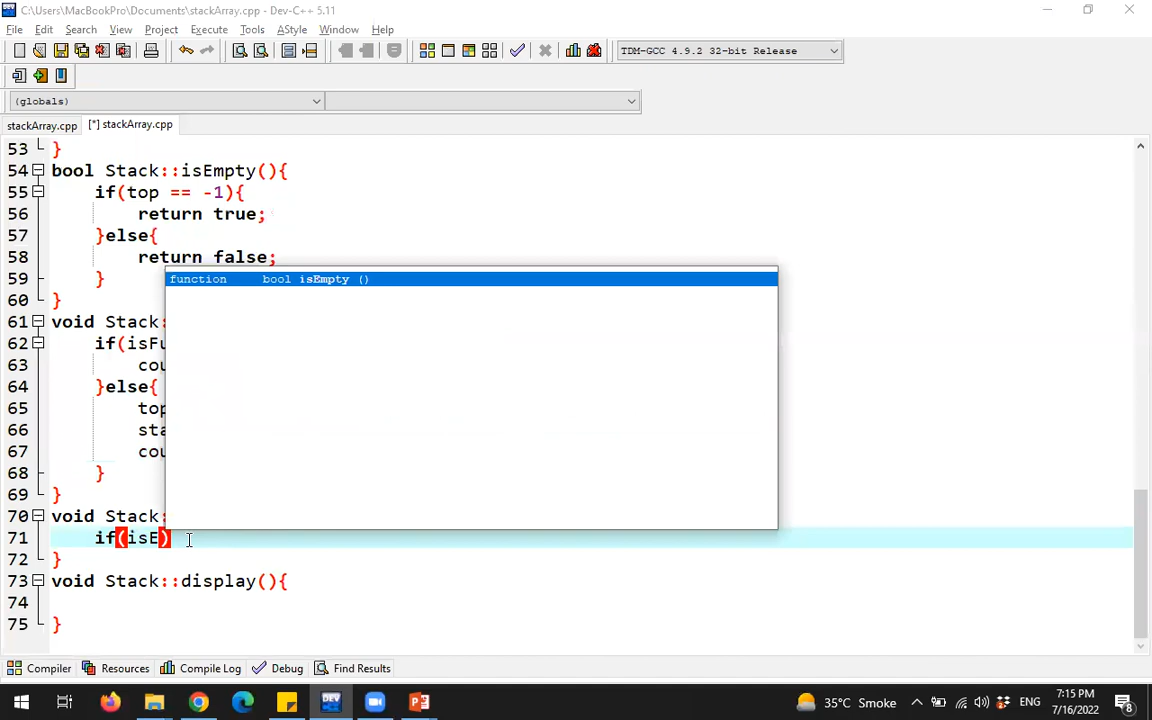 C:\Users\MacBookPro\Documents\stackArray.cpp - Dev-C++ 5.11
File Edit Search View Project Execute Tools AStyle Window Help
TDM-GCC 4.9.2 32-bit Release
(globals)
stackArray.cpp [*] stackArray.cpp
53 }
54 bool Stack::isEmpty(){
55 if(top == -1){
56 return true;
57 }else{
58 return false;
59 }
function bool isEmpty ()
60 }
61 void Stack:
62 if(isFu
63 cou
64 }else{
65 top
66 sta
67 cou
68 }
69 }
70 void Stack:
71 if(isE)
72 }
73 void Stack::display(){
74
75 }
Compiler Resources Compile Log Debug Find Results
DEV 35°C Smoke ENG 7:15 PM
7/16/2022 8